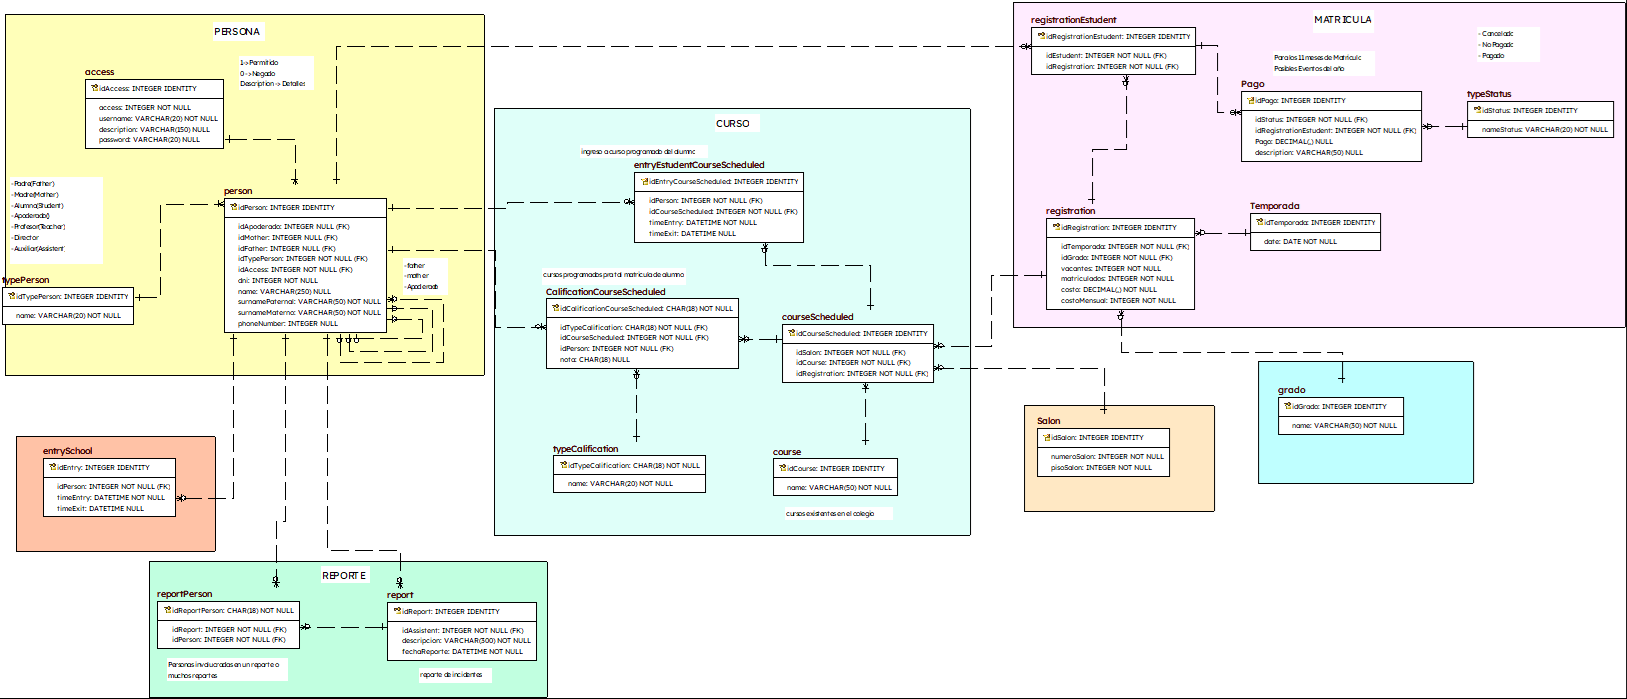 PERSONA
1-> Permitido
0-> Negado
Description -> Detalles
access
idAccess: INTEGER IDENTITY
access: INTEGER NOT NULL
username: VARCHAR(20) NOT NULL
description: VARCHAR(150) NOT NULL
password: VARCHAR(20) NOT NULL
-Padre(Father)
-Madre(Mother)
-Alumno(Student)
-Apoderado()
-Profesor(Teacher)
-Director
-Auxiliar(Assistent)
typePerson
idTypePerson: INTEGER IDENTITY
name: VARCHAR(20) NOT NULL
person
idPerson: INTEGER IDENTITY
idApoderado: INTEGER NULL (FK)
idMother: INTEGER NULL (FK)
idFather: INTEGER NULL (FK)
idTypePerson: INTEGER NOT NULL (FK)
idAccess: INTEGER NOT NULL (FK)
dni: INTEGER NOT NULL
name: VARCHAR(250) NOT NULL
surnamePaternal: VARCHAR(50) NOT NULL
surnameMaterno: VARCHAR(50) NOT NULL
phoneNumber: INTEGER NULL
-father
-mother
-Apoderado
entrySchool
idEntry: INTEGER IDENTITY
idPerson: INTEGER NOT NULL (FK)
timeEntry: DATETIME NOT NULL
timeExit: DATETIME NULL
REPORTE
reportPerson
idReportPerson: CHAR(18) NOT NULL
idReport: INTEGER NOT NULL (FK)
idPerson: INTEGER NOT NULL (FK)
Personas involucradas en un reporte o
muchos reportes
report
idReport: INTEGER IDENTITY
idAssistent: INTEGER NOT NULL (FK)
descripcion: VARCHAR(300) NOT NULL
fechaReporte: DATETIME NOT NULL
reporte de incidentes
CURSO
ingreso a curso programado del alumno
entryEstudentCourseScheduled
idEntryCourseScheduled: INTEGER IDENTITY
idPerson: INTEGER NOT NULL (FK)
idCourseScheduled: INTEGER NOT NULL (FK)
timeEntry: DATETIME NOT NULL
timeExit: DATETIME NULL
cursos programados pra tal matricula de alumno
CalificationCourseScheduled
idCalificationCourseScheduled: CHAR(18) NOT NULL
idTypeCalification: CHAR(18) NOT NULL (FK)
idCourseScheduled: INTEGER NOT NULL (FK)
idPerson: INTEGER NOT NULL (FK)
nota: CHAR(18) NULL
courseScheduled
idCourseScheduled: INTEGER IDENTITY
idSalon: INTEGER NOT NULL (FK)
idCourse: INTEGER NOT NULL (FK)
idRegistration: INTEGER NOT NULL (FK)
typeCalification
idTypeCalification: CHAR(18) NOT NULL
name: VARCHAR(20) NOT NULL
course
idCourse: INTEGER IDENTITY
name: VARCHAR(50) NOT NULL
cursos existentes en el colegio
MATRICULA
registrationEstudent
idRegistrationEstudent: INTEGER IDENTITY
idEstudent: INTEGER NOT NULL (FK)
idRegistration: INTEGER NOT NULL (FK)
Para los 11 meses de Matricula
Posibles Eventos del año
- Cancelado
- No Pagado
- Pagado
Pago
idPago: INTEGER IDENTITY
idStatus: INTEGER NOT NULL (FK)
idRegistrationEstudent: INTEGER NOT NULL (FK)
Pago: DECIMAL(,) NULL
description: VARCHAR(50) NULL
typeStatus
idStatus: INTEGER IDENTITY
nameStatus: VARCHAR(20) NOT NULL
registration
idRegistration: INTEGER IDENTITY
idTemporada: INTEGER NOT NULL (FK)
idGrado: INTEGER NOT NULL (FK)
vacantes: INTEGER NOT NULL
matriculados: INTEGER NOT NULL
costo: DECIMAL(,) NOT NULL
costoMensual: INTEGER NOT NULL
Temporada
idTemporada: INTEGER IDENTITY
date: DATE NOT NULL
Salon
idSalon: INTEGER IDENTITY
numeroSalon: INTEGER NOT NULL
pisoSalon: INTEGER NOT NULL
grado
idGrado: INTEGER IDENTITY
name: VARCHAR(30) NOT NULL